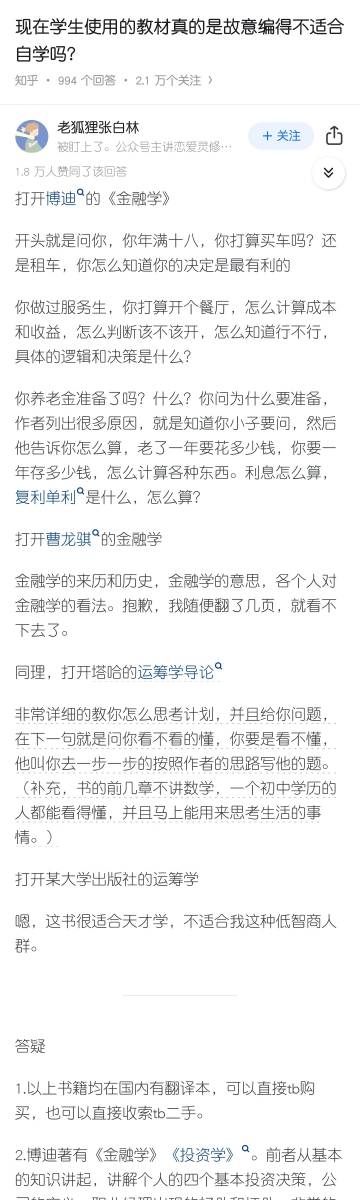 现在学生使用的教材真的是故意编得不适合
自学吗？
知乎 · 994 个回答 · 2.1 万个关注 〉
老狐狸张白林
被盯上了。公众号主讲恋爱灵修…
+ 关注
1.8 万人赞同了该回答
打开博迪的《金融学》
开头就是问你，你年满十八，你打算买车吗？还
是租车，你怎么知道你的决定是最有利的
你做过服务生，你打算开个餐厅，怎么计算成本
和收益，怎么判断该不该开，怎么知道行不行，
具体的逻辑和决策是什么？
你养老金准备了吗？什么？你问为什么要准备，
作者列出很多原因，就是知道你小子要问，然后
他告诉你怎么算，老了一年要花多少钱，你要一
年存多少钱，怎么计算各种东西。利息怎么算，
复利单利是什么，怎么算？
打开曹龙骐的金融学
金融学的来历和历史，金融学的意思，各个人对
金融学的看法。抱歉，我随便翻了几页，就看不
下去了。
同理，打开塔哈的运筹学导论
非常详细的教你怎么思考计划，并且给你问题，
在下一句就是问你看不看的懂，你要是看不懂，
他叫你去一步一步的按照作者的思路写他的题。
（补充，书的前几章不讲数学，一个初中学历的
人都能看得懂，并且马上能用来思考生活的事
情。）
打开某大学出版社的运筹学
嗯，这书很适合天才学，不适合我这种低智商人
群。
答疑
1.以上书籍均在国内有翻译本，可以直接tb购
买，也可以直接收索tb二手。
2.博迪著有《金融学》《投资学》。前者从基本
的知识讲起，讲解个人的四个基本投资决策，公